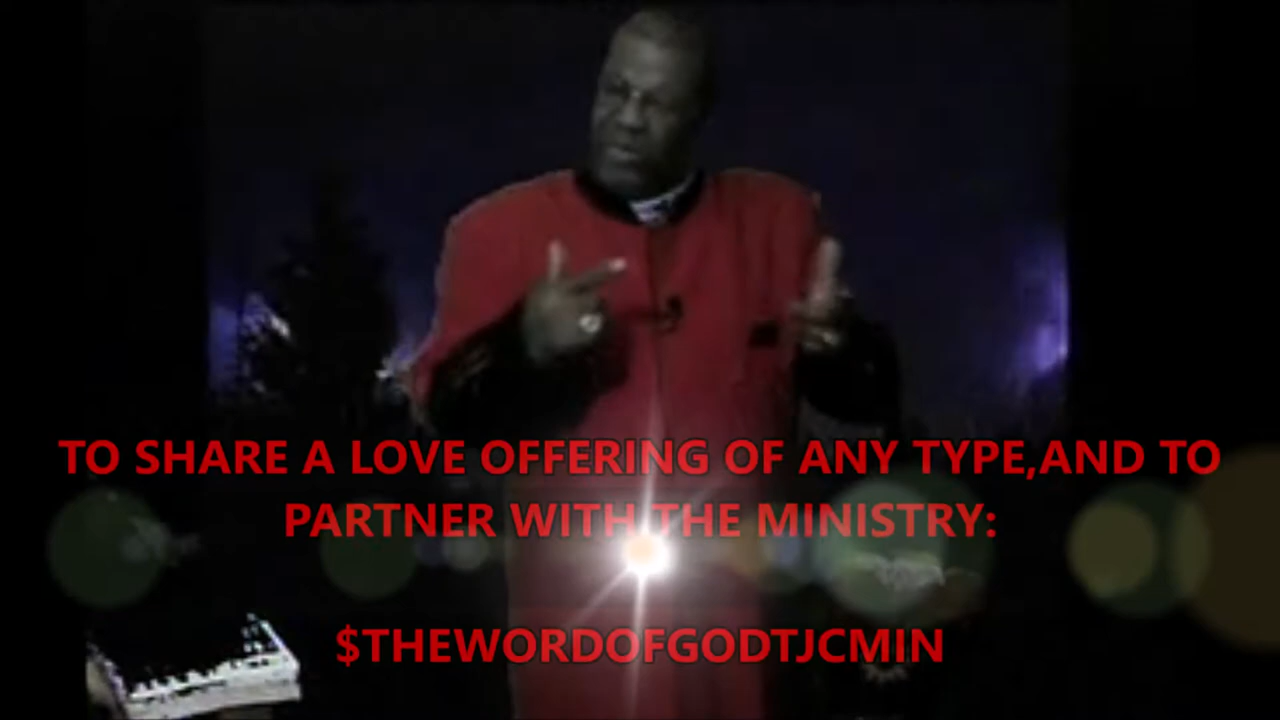 TO SHARE A LOVE OFFERING OF ANY TYPE,AND TO
PARTNER WITH THE MINISTRY:
$THEWORDOFGODTJCMIN